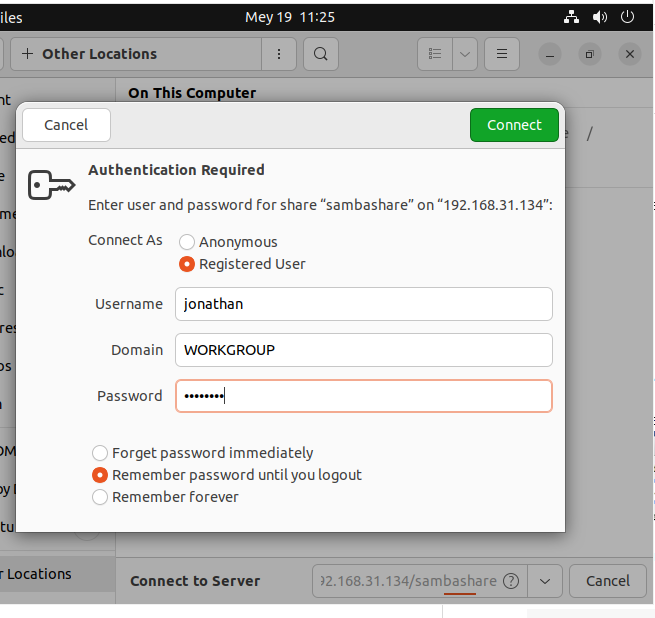 iles
Mey 19 11:25
+ Other Locations
On This Computer
nt
ed
e
/
me
nlo
c
res
os
n
OM
by
tu
r Locations
Cancel
Connect
Authentication Required
Enter user and password for share “sambashare” on “192.168.31.134”:
Connect As
Anonymous
Registered User
Username
jonathan
Domain
WORKGROUP
Password
••••••••
Forget password immediately
Remember password until you logout
Remember forever
Connect to Server
92.168.31.134/sambashare
?
Cancel